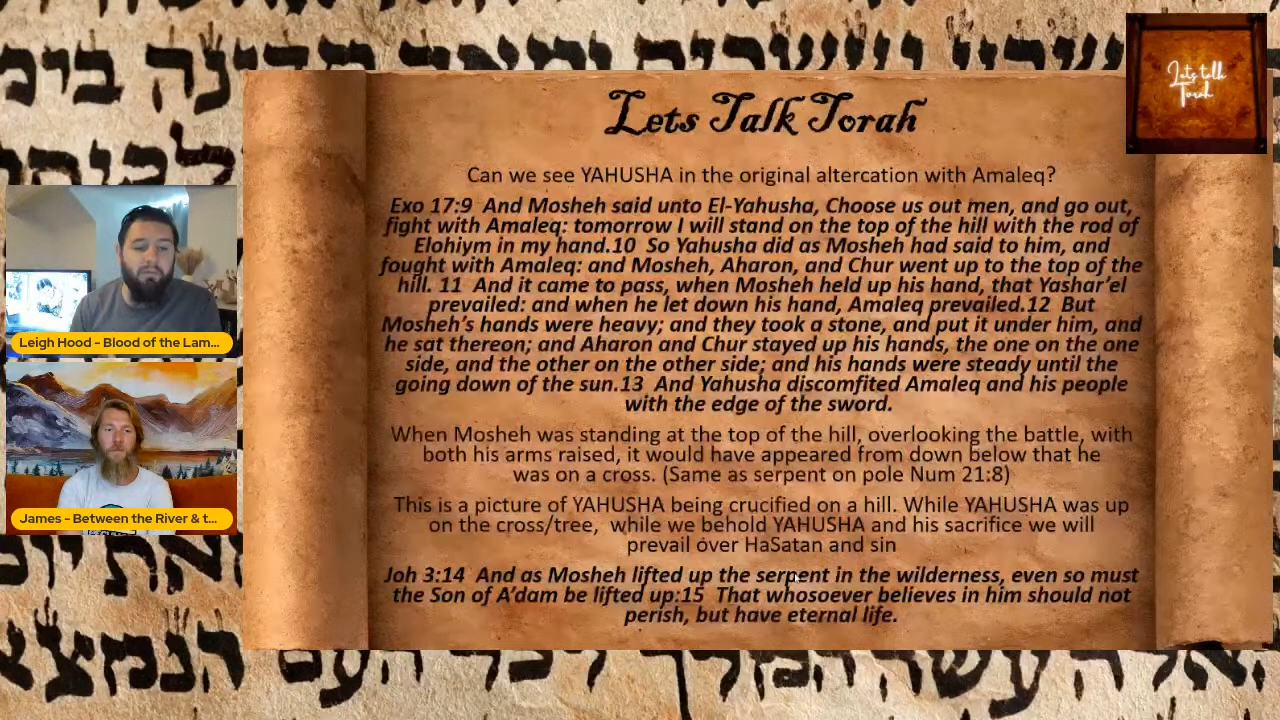 ועשרים ומאה מדינה
Lets talk
Torah
Lets Talk Torah
Can we see YAHUSHA in the original altercation with Amaleq?
Exo 17:9 And Mosheh said unto El-Yahusha, Choose us out men, and go out,
fight with Amaleq: tomorrow I will stand on the top of the hill with the rod of
Elohiym in my hand.10 So Yahusha did as Mosheh had said to him, and
fought with Amaleq: and Mosheh, Aharon, and Chur went up to the top of the
hill. 11 And it came to pass, when Mosheh held up his hand, that Yashar'el
prevailed: and when he let down his hand, Amaleq prevailed.12 But
Mosheh's hands were heavy; and they took a stone, and put it under him, and
he sat thereon; and Aharon and Chur stayed up his hands, the one on the one
side, and the other on the other side; and his hands were steady until the
going down of the sun.13 And Yahusha discomfited Amaleq and his people
with the edge of the sword.
When Mosheh was standing at the top of the hill, overlooking the battle, with
both his arms raised, it would have appeared from down below that he
was on a cross. (Same as serpent on pole Num 21:8)
This is a picture of YAHUSHA being crucified on a hill. While YAHUSHA was up
on the cross/tree, while we behold YAHUSHA and his sacrifice we will
prevail over HaSatan and sin
Joh 3:14 And as Mosheh lifted up the serpent in the wilderness, even so must
the Son of A'dam be lifted up:15 That whosoever believes in him should not
perish, but have eternal life.
Leigh Hood - Blood of the Lam...
James - Between the River & t...
המלך לכל העם הנמצא